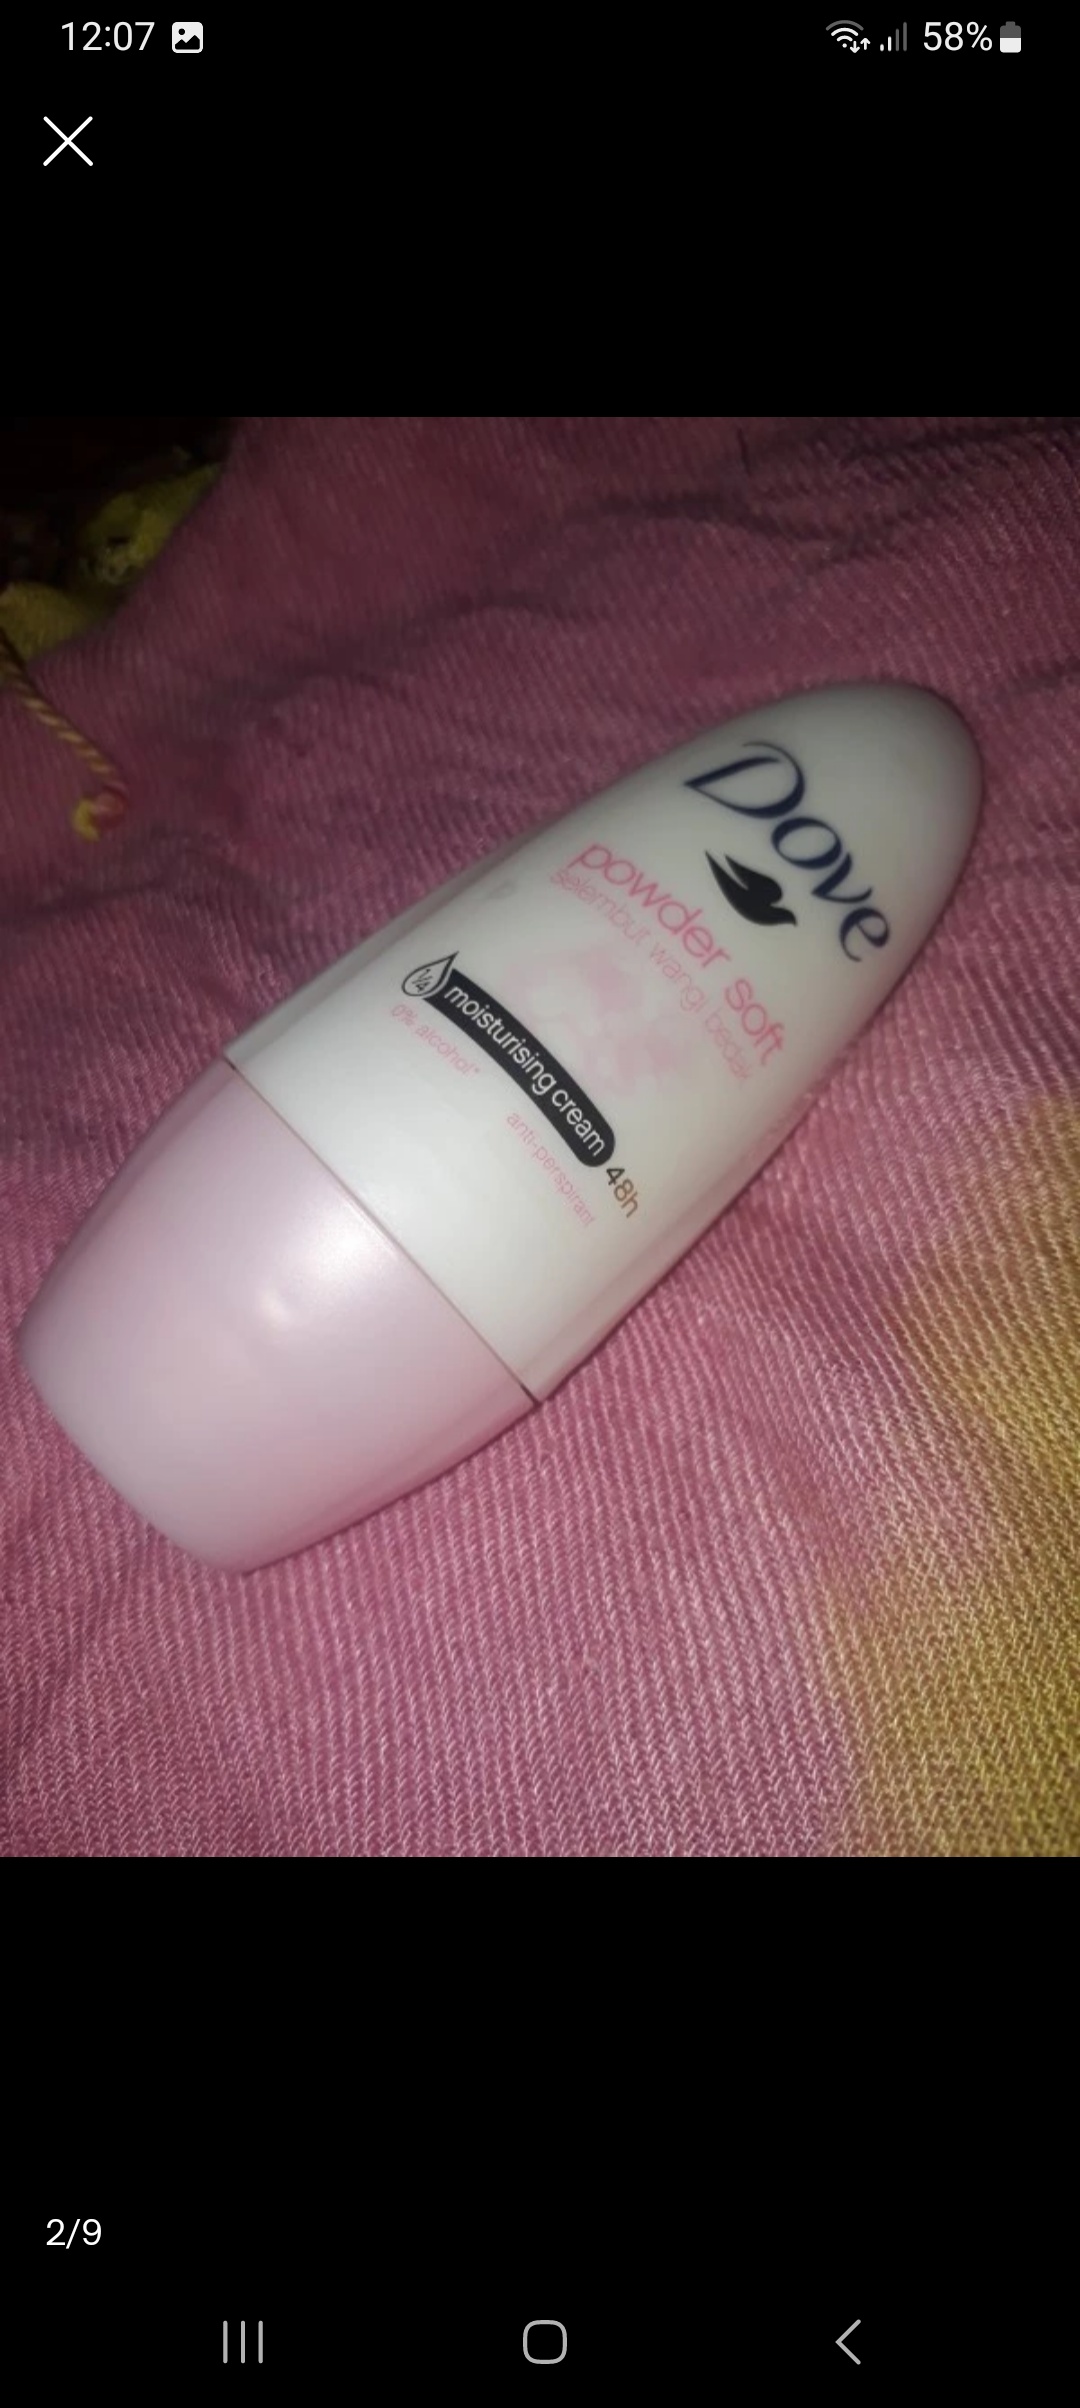 12:07
58%
Dove
powder soft
selembut wangi bedak
1/4 moisturising cream
0% alcohol*
48h
anti-perspirant
2/9